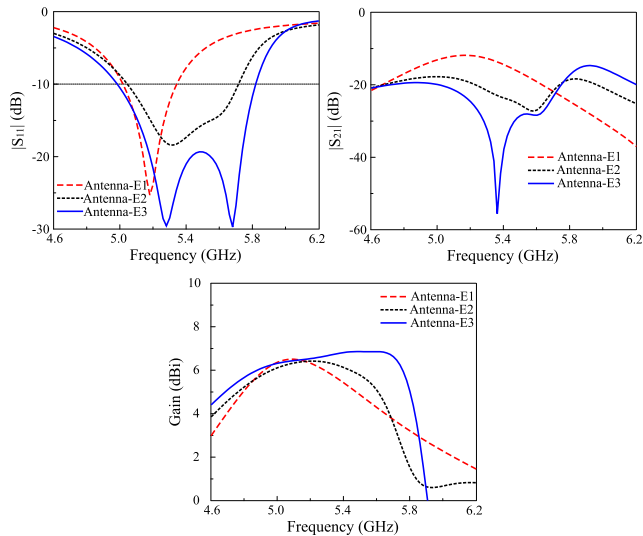 0
-10
-20
-30
|S11| (dB)
Antenna-E1
Antenna-E2
Antenna-E3
4.6 5.0 5.4 5.8 6.2
Frequency (GHz)
0
-20
-40
-60
|S21| (dB)
Antenna-E1
Antenna-E2
Antenna-E3
4.6 5.0 5.4 5.8 6.2
Frequency (GHz)
10
8
6
4
2
0
Gain (dBi)
Antenna-E1
Antenna-E2
Antenna-E3
4.6 5.0 5.4 5.8 6.2
Frequency (GHz)